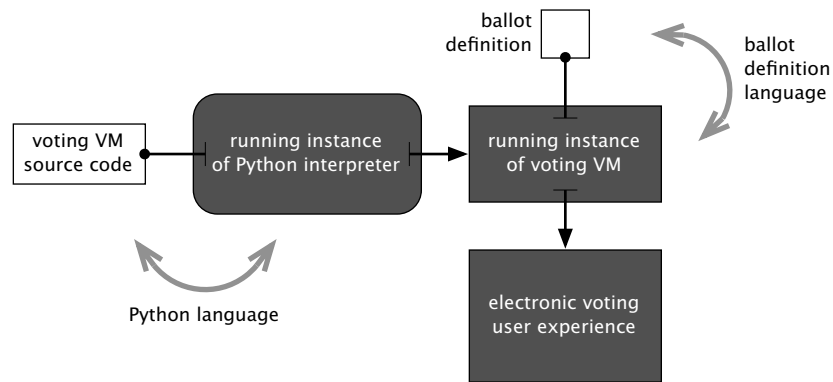 ballot
definition
ballot
definition
language
voting VM
source code
running instance
of Python interpreter
running instance
of voting VM
Python language
electronic voting
user experience